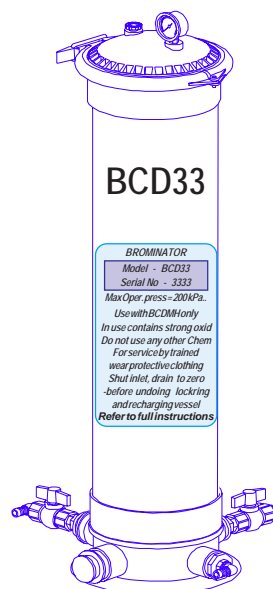 BCD33
BROMINATOR
Model - BCD33
Serial No - 3333
MaxOper.press=200kPa..
Use with BCDMH only
In use contains strong oxid
Do not use any other Chem
For service by trained
wear protective clothing
Shut inlet, drain to zero
-before undoing lockring
and recharging vessel
Refer to full instructions